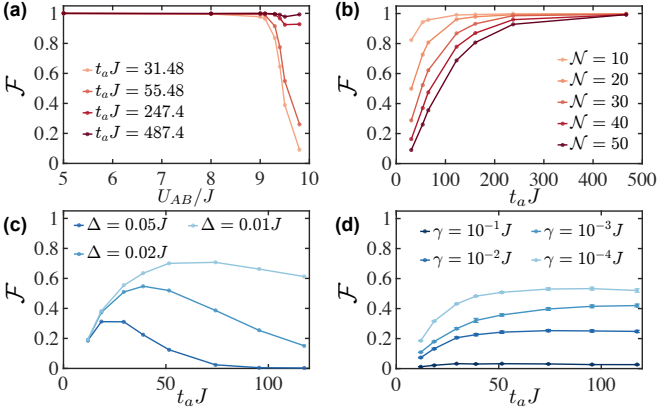 (a)
1
0.8
0.6
0.4
0.2
0
𝓕
t_a J = 31.48
t_a J = 55.48
t_a J = 247.4
t_a J = 487.4
5 6 7 8 9 10
U_AB/J
(b)
1
0.8
0.6
0.4
0.2
0
𝓕
𝒩 = 10
𝒩 = 20
𝒩 = 30
𝒩 = 40
𝒩 = 50
0 100 200 300 400 500
t_a J
(c)
1
0.8
0.6
0.4
0.2
0
𝓕
Δ = 0.05J Δ = 0.01J
Δ = 0.02J
0 50 100
t_a J
(d)
1
0.8
0.6
0.4
0.2
0
𝓕
γ = 10⁻¹J γ = 10⁻³J
γ = 10⁻²J γ = 10⁻⁴J
0 50 100
t_a J